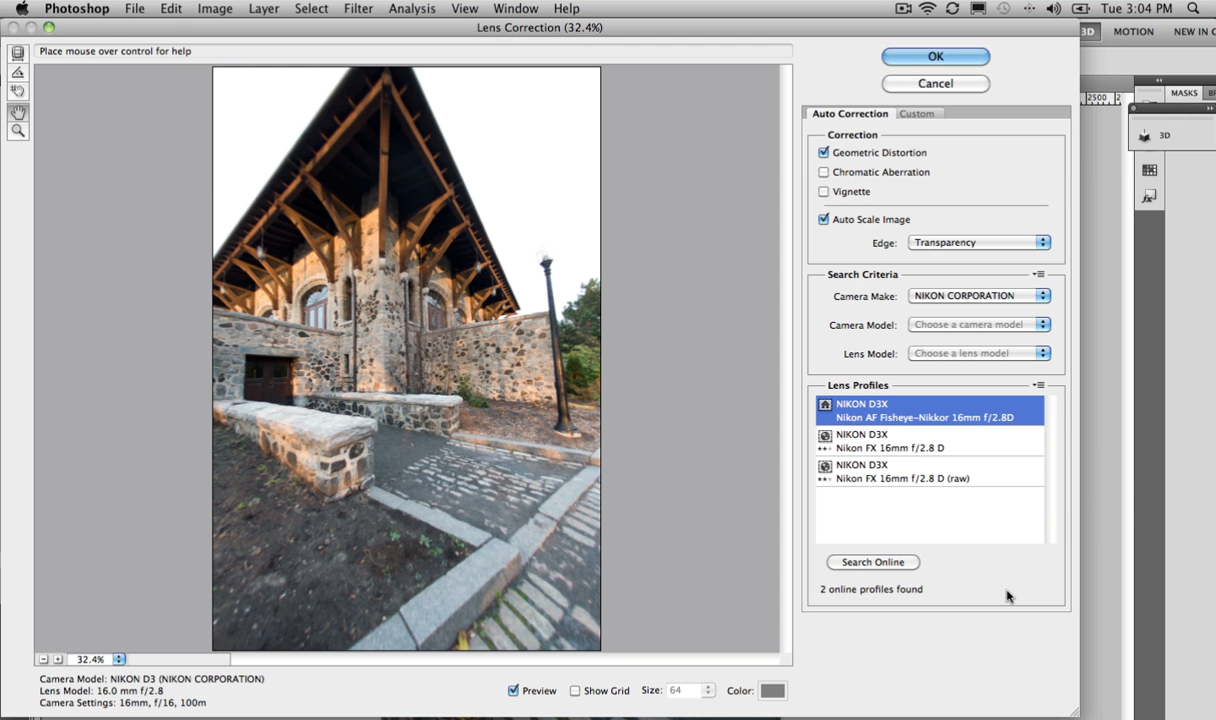 Photoshop File Edit Image Layer Select Filter Analysis View Window Help Tue 3:04 PM
Lens Correction (32.4%)
3D MOTION NEW IN C
Place mouse over control for help
OK
Cancel
2500 2
MASKS
3D
Auto Correction Custom
Correction
Geometric Distortion
Chromatic Aberration
Vignette
Auto Scale Image
Edge: Transparency
Search Criteria
Camera Make: NIKON CORPORATION
Camera Model: Choose a camera model
Lens Model: Choose a lens model
Lens Profiles
NIKON D3X
Nikon AF Fisheye-Nikkor 16mm f/2.8D
NIKON D3X
Nikon FX 16mm f/2.8 D
NIKON D3X
Nikon FX 16mm f/2.8 D (raw)
Search Online
2 online profiles found
32.4%
Camera Model: NIKON D3 (NIKON CORPORATION)
Lens Model: 16.0 mm f/2.8
Camera Settings: 16mm, f/16, 100m
Preview Show Grid Size: 64 Color:
fx